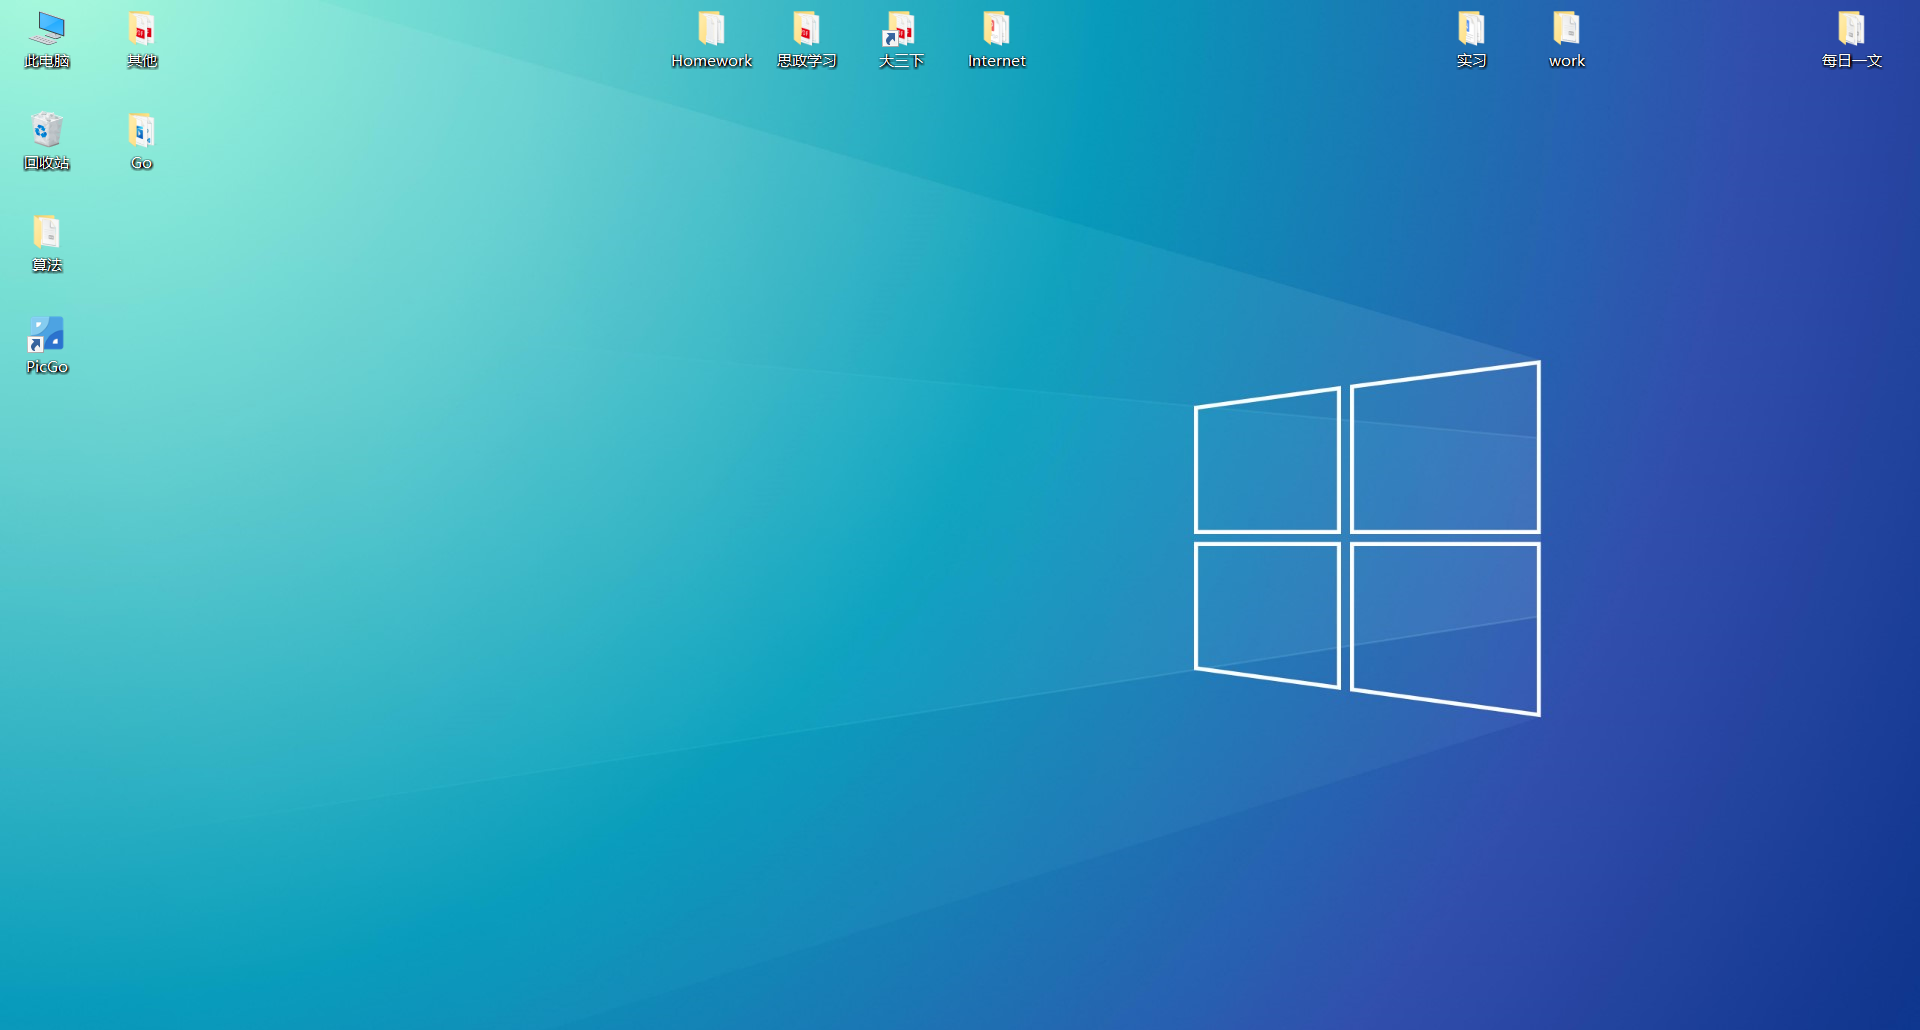 此电脑
其他
Homework
思政学习
大三下
Internet
实习
work
每日一文
回收站
Go
算法
PicGo